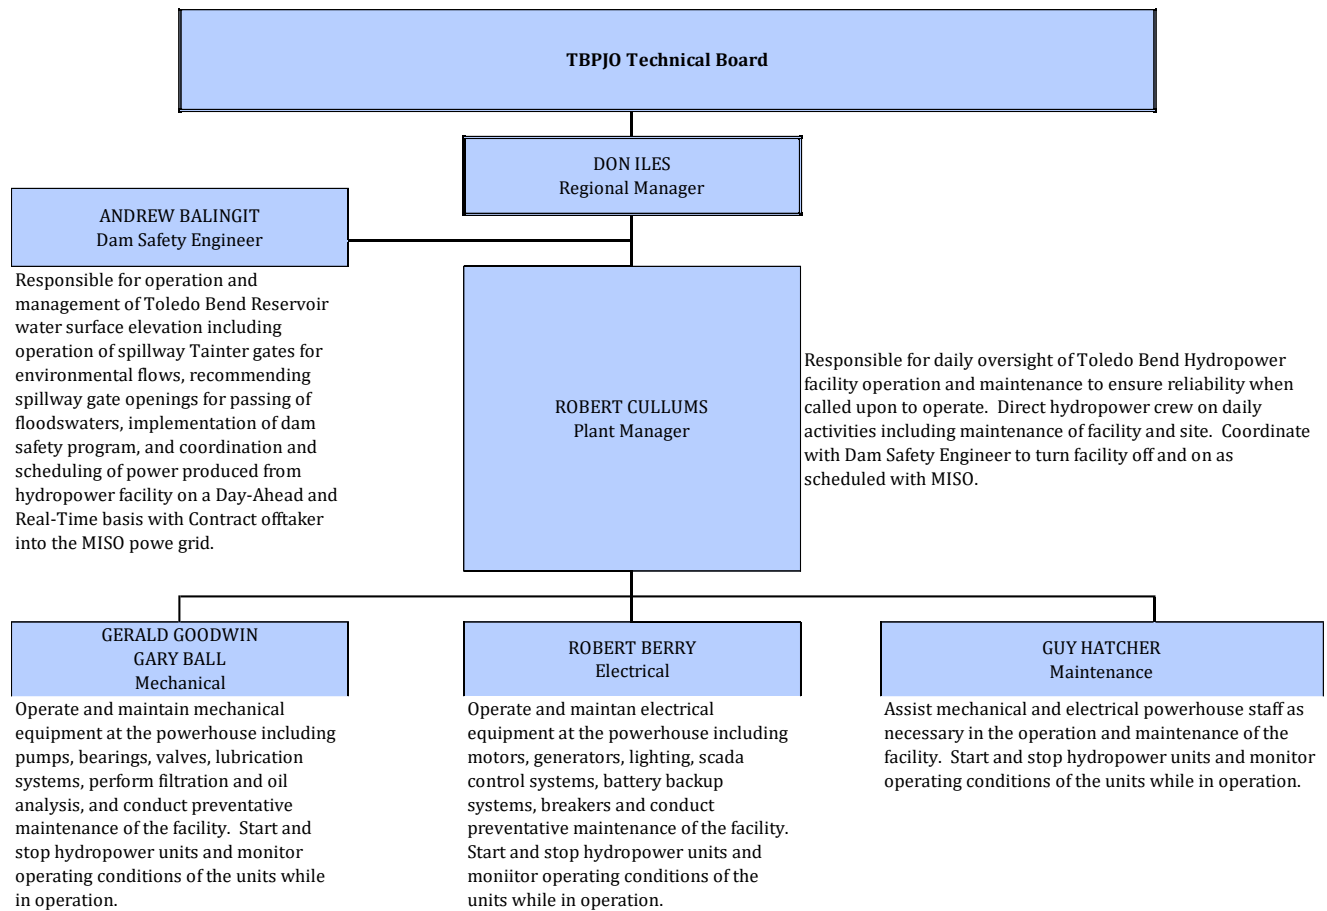 TBPJO Technical Board
DON ILES
Regional Manager
ANDREW BALINGIT
Dam Safety Engineer
Responsible for operation and
management of Toledo Bend Reservoir
water surface elevation including
operation of spillway Tainter gates for
environmental flows, recommending
spillway gate openings for passing of
floodswaters, implementation of dam
safety program, and coordination and
scheduling of power produced from
hydropower facility on a Day-Ahead and
Real-Time basis with Contract offtaker
into the MISO powe grid.
ROBERT CULLUMS
Plant Manager
Responsible for daily oversight of Toledo Bend Hydropower
facility operation and maintenance to ensure reliability when
called upon to operate.  Direct hydropower crew on daily
activities including maintenance of facility and site.  Coordinate
with Dam Safety Engineer to turn facility off and on as
scheduled with MISO.
GERALD GOODWIN
GARY BALL
Mechanical
Operate and maintain mechanical
equipment at the powerhouse including
pumps, bearings, valves, lubrication
systems, perform filtration and oil
analysis, and conduct preventative
maintenance of the facility.  Start and
stop hydropower units and monitor
operating conditions of the units while
in operation.
ROBERT BERRY
Electrical
Operate and maintan electrical
equipment at the powerhouse including
motors, generators, lighting, scada
control systems, battery backup
systems, breakers and conduct
preventative maintenance of the facility.
Start and stop hydropower units and
moniitor operating conditions of the
units while in operation.
GUY HATCHER
Maintenance
Assist mechanical and electrical powerhouse staff as
necessary in the operation and maintenance of the
facility.  Start and stop hydropower units and monitor
operating conditions of the units while in operation.